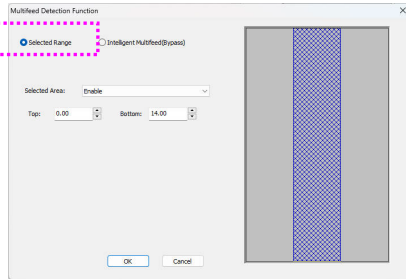 Multifeed Detection Function
Selected Range Intelligent Multifeed(Bypass)
Selected Area: Enable
Top: 0.00 Bottom: 14.00
OK Cancel